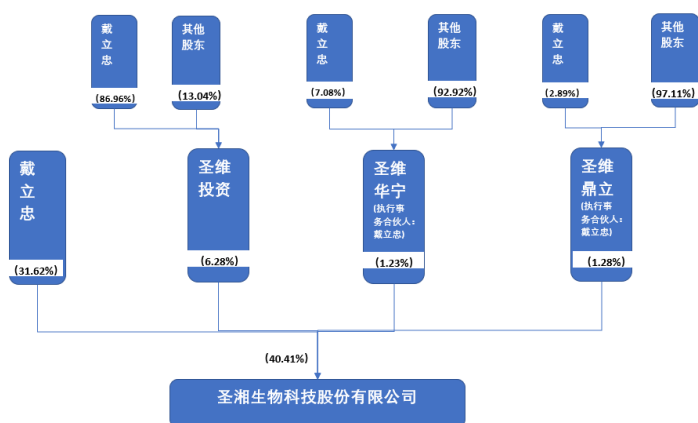 戴
立
忠
(86.96%)
其他
股东
(13.04%)
戴
立
忠
(7.08%)
其他
股东
(92.92%)
戴
立
忠
(2.89%)
其他
股东
(97.11%)
戴
立
忠
(31.62%)
圣维
投资
(6.28%)
圣维
华宁
(执行事
务合伙人：
戴立忠)
(1.23%)
圣维
鼎立
(执行事
务合伙人：
戴立忠)
(1.28%)
(40.41%)
圣湘生物科技股份有限公司